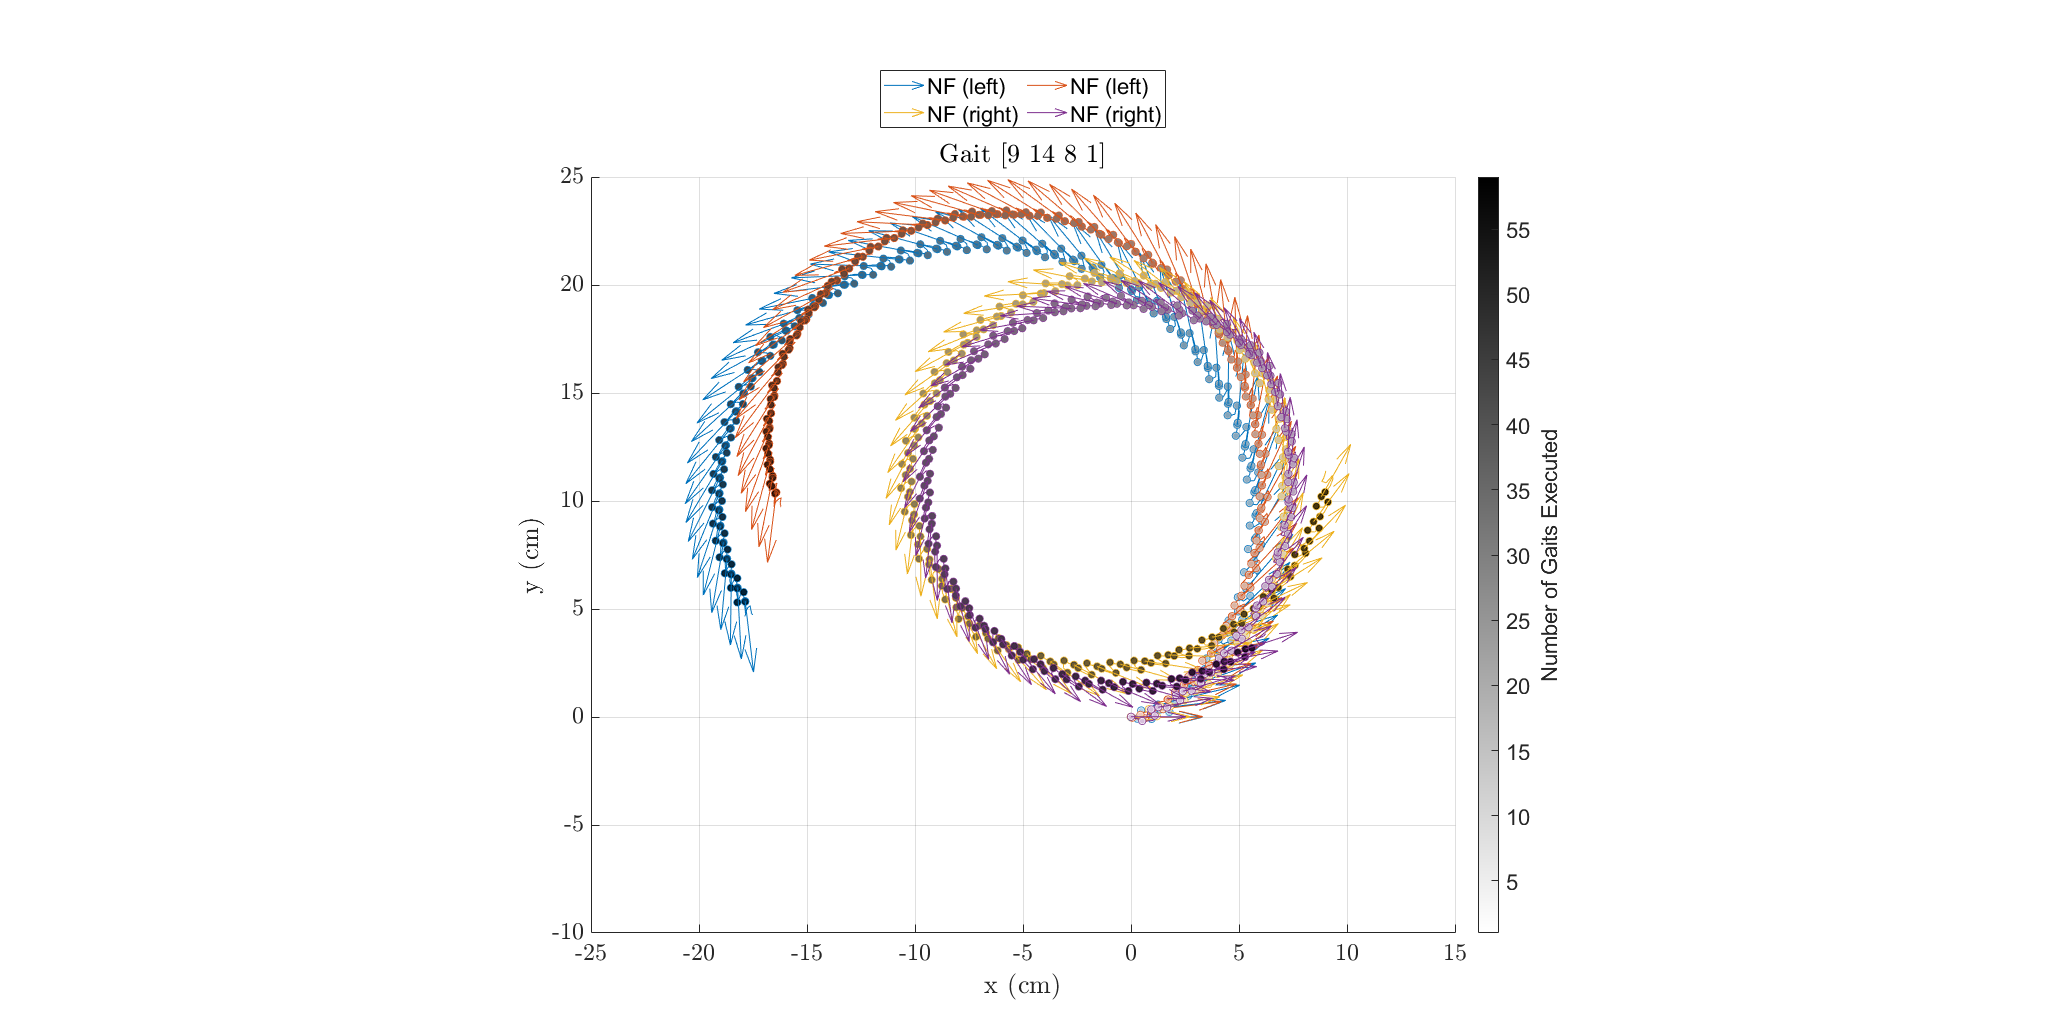 NF (left) NF (left)
NF (right) NF (right)
Gait [9 14 8 1]
25
20
15
10
5
0
-5
-10
y (cm)
-25 -20 -15 -10 -5 0 5 10 15
x (cm)
55
50
45
40
35
30
25
20
15
10
5
Number of Gaits Executed